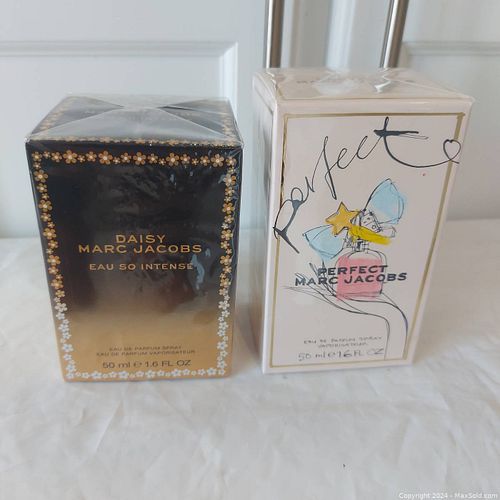 DAISY
MARC JACOBS
EAU SO INTENSE
EAU DE PARFUM SPRAY
EAU DE PARFUM VAPORISATEUR
50 ml e 1.6 FL OZ
perfect
PERFECT
MARC JACOBS
EAU DE PARFUM SPRAY
VAPORISATEUR
50 ml e 1.6 FL OZ
Copyright 2024 - MaxSold.com